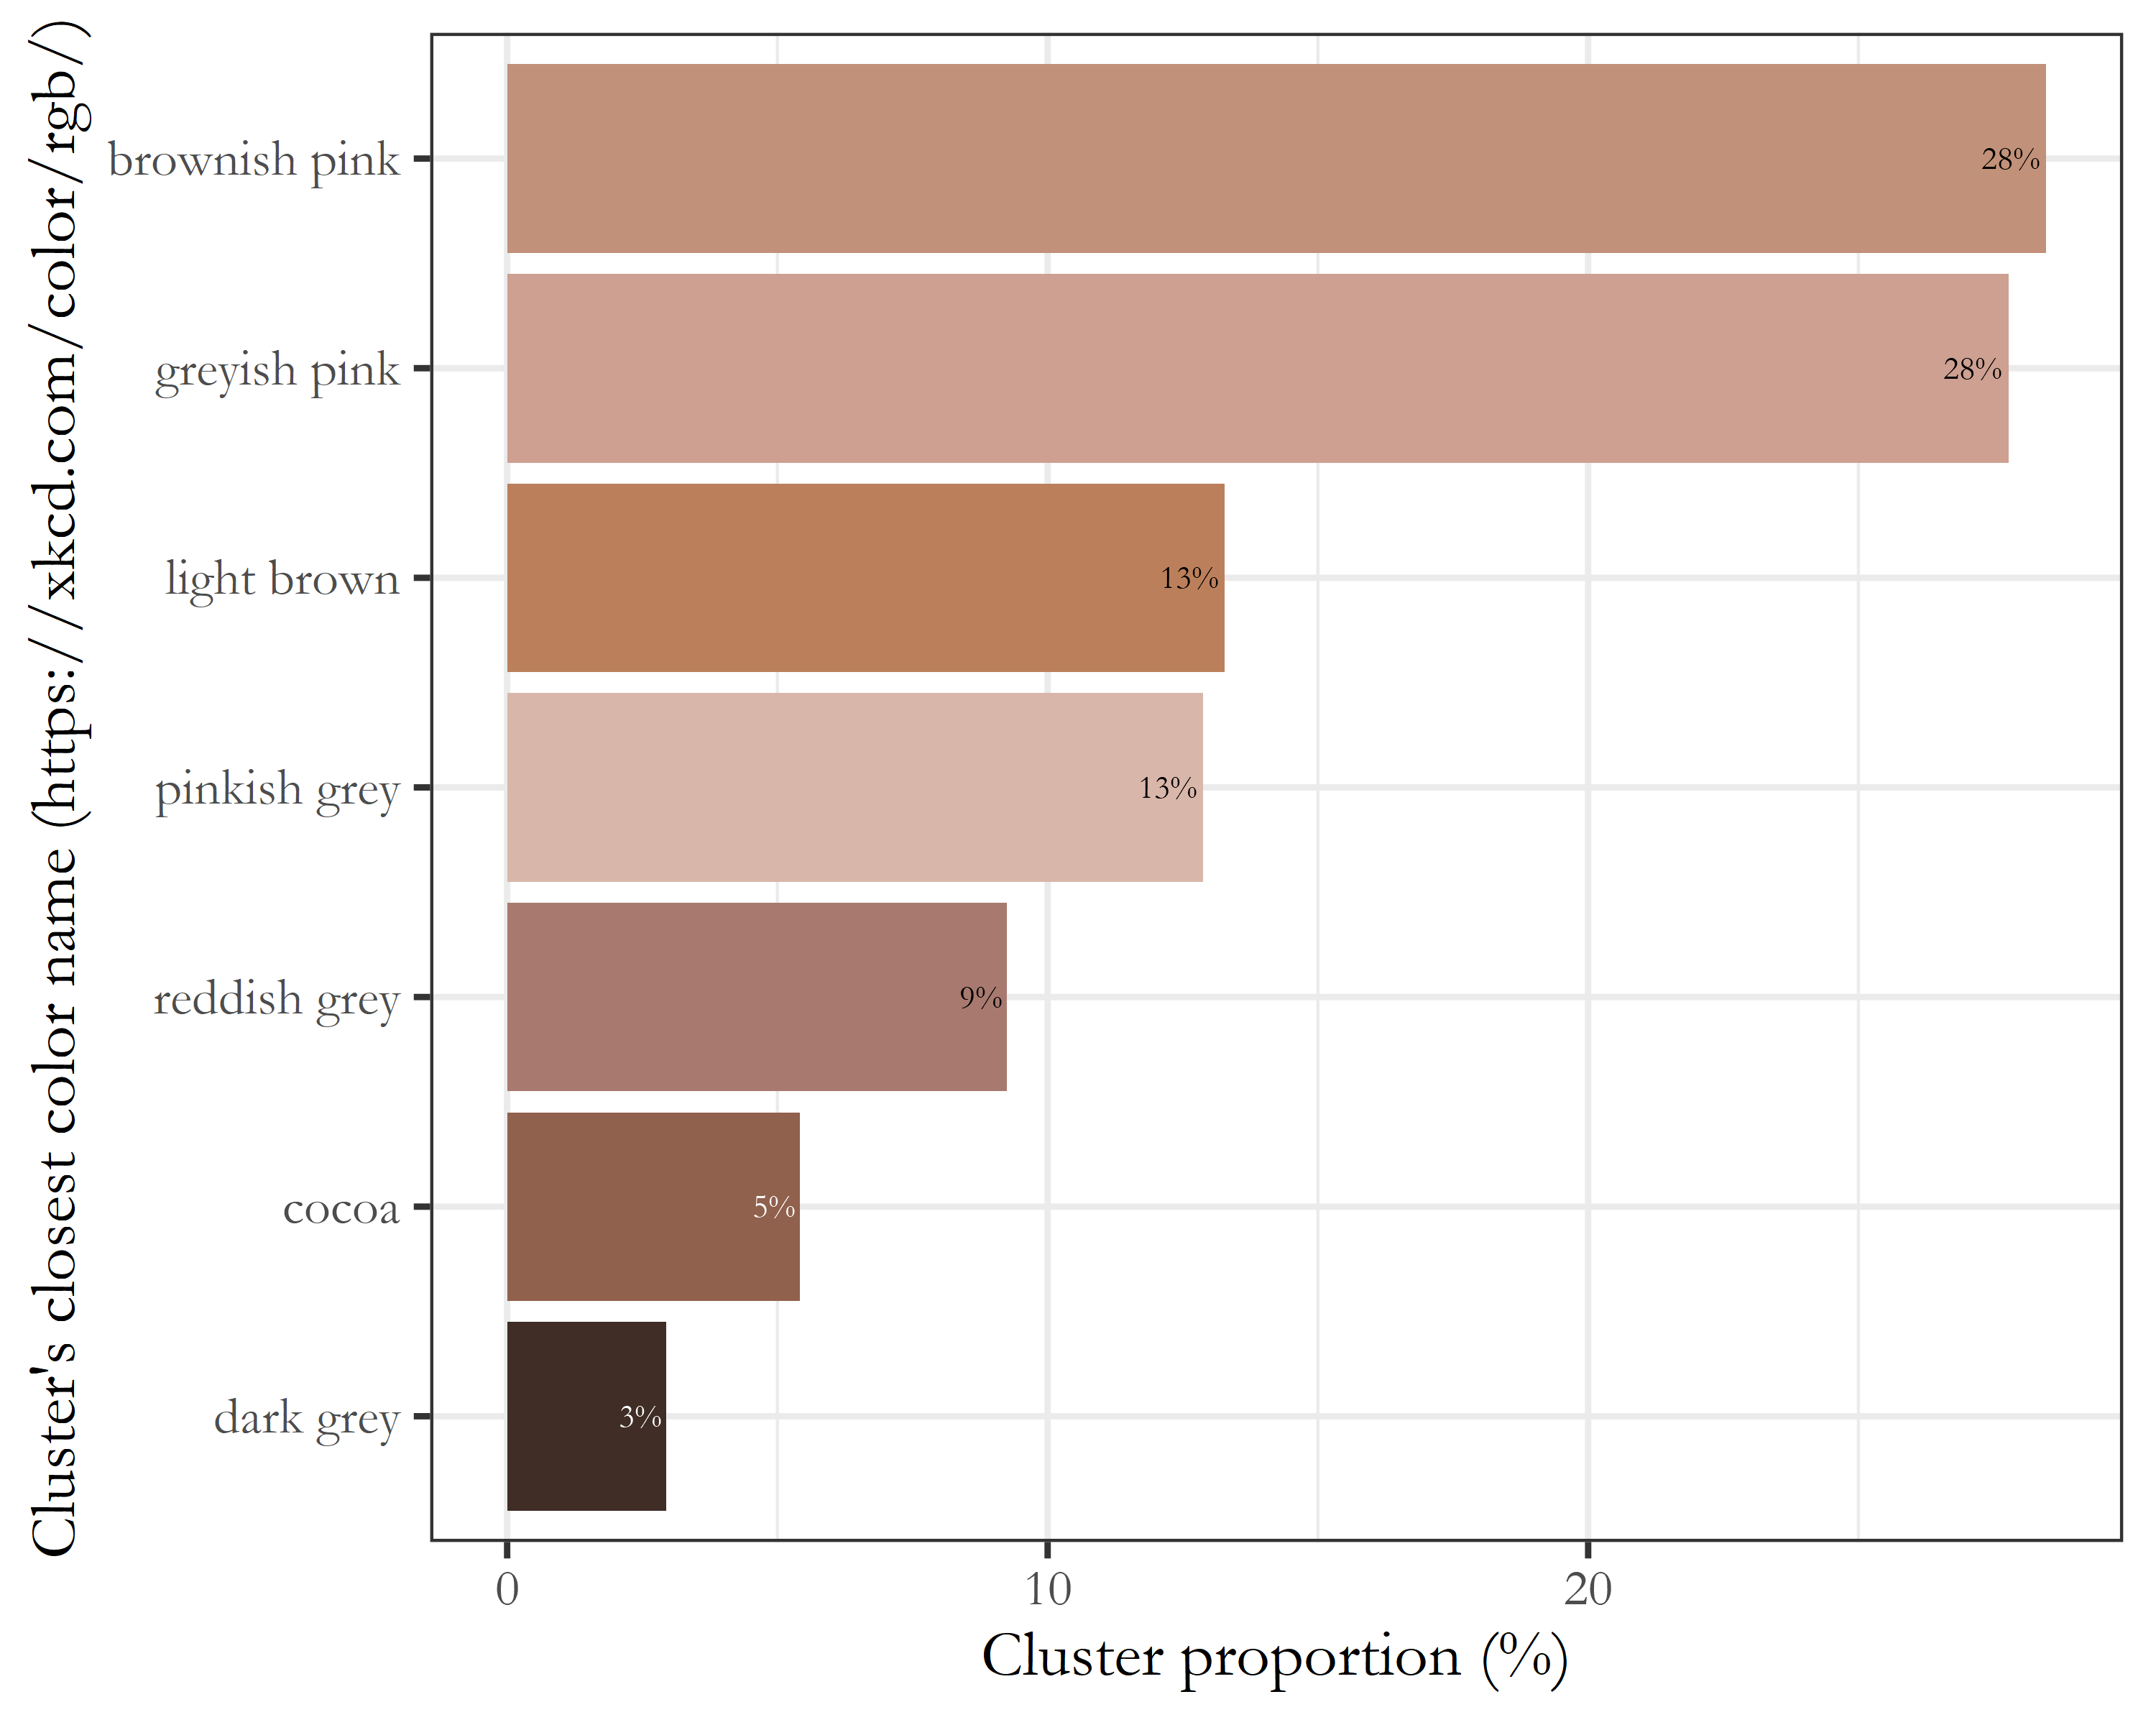 Cluster's closest color name (https://xkcd.com/color/rgb/)
brownish pink
28%
greyish pink
28%
light brown
13%
pinkish grey
13%
reddish grey
9%
cocoa
5%
dark grey
3%
0 10 20
Cluster proportion (%)